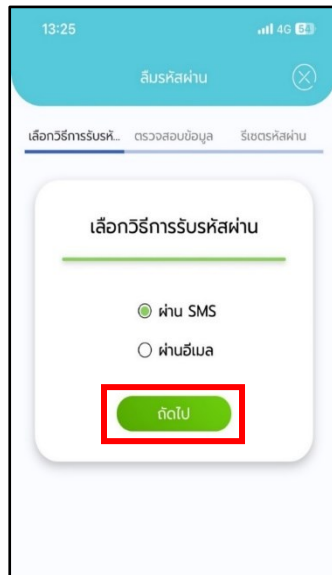 13:25 4G 54
ลืมรหัสผ่าน
เลือกวิธีการรับรหั... ตรวจสอบข้อมูล รีเซตรหัสผ่าน
เลือกวิธีการรับรหัสผ่าน
ผ่าน SMS
ผ่านอีเมล
ถัดไป